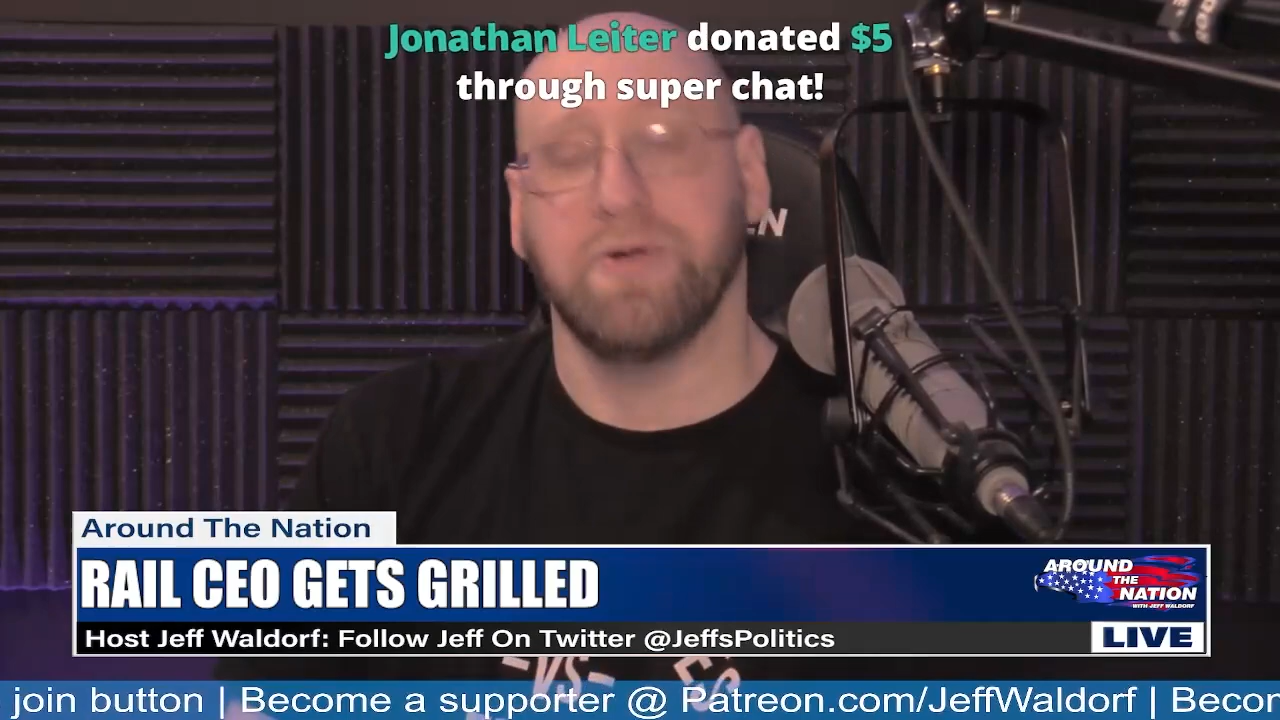 Jonathan Leiter donated $5
through super chat!
Around The Nation
RAIL CEO GETS GRILLED
AROUND
THE
NATION
WITH JEFF WALDORF
Host Jeff Waldorf: Follow Jeff On Twitter @JeffsPolitics
LIVE
-VS-
join button | Become a supporter @ Patreon.com/JeffWaldorf | Becor